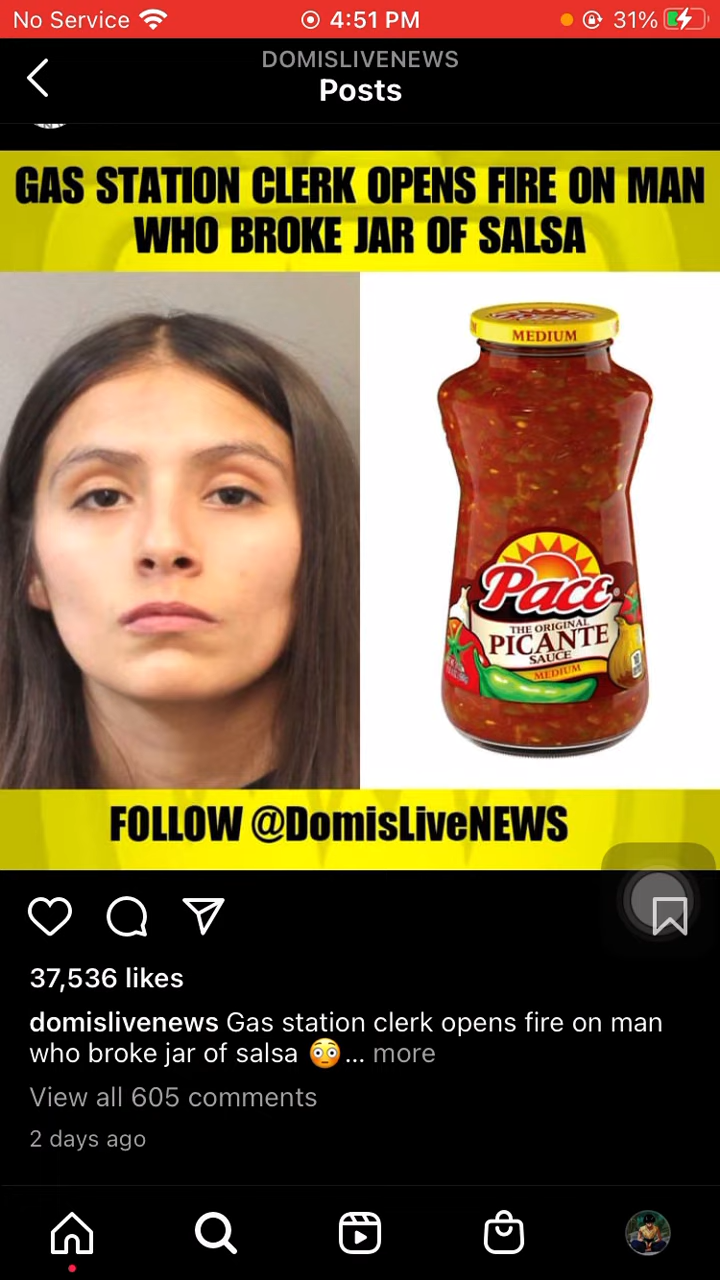 No Service 4:51 PM 31%
DOMISLIVENEWS
Posts
GAS STATION CLERK OPENS FIRE ON MAN
WHO BROKE JAR OF SALSA
MEDIUM
Pace
THE ORIGINAL
PICANTE
SAUCE
MEDIUM
FOLLOW @DomisLiveNEWS
37,536 likes
domislivenews Gas station clerk opens fire on man
who broke jar of salsa 😳... more
View all 605 comments
2 days ago